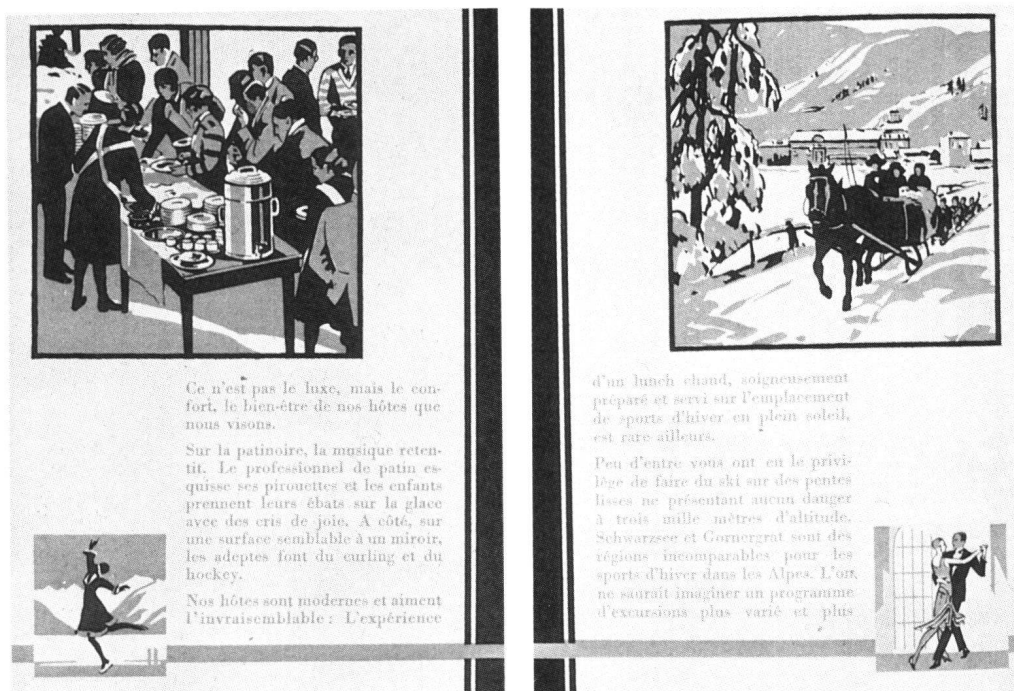 Ce n'est pas le luxe, mais le con-
fort, le bien-être de nos hôtes que
nous visons.
Sur la patinoire, la musique reten-
tit. Le professionnel de patin es-
quisse ses pirouettes et les enfants
prennent leurs ébats sur la glace
avec des cris de joie. A côté, sur
une surface semblable à un miroir,
les adeptes font du curling et du
hockey.
Nos hôtes sont modernes et aiment
l'invraisemblable : L'expérience
d'un lunch chaud, soigneusement
préparé et servi sur l'emplacement
de sports d'hiver en plein soleil,
est rare ailleurs.
Peu d'entre vous ont eu le privi-
lège de faire du ski sur des pentes
lisses ne présentant aucun danger
à trois mille mètres d'altitude.
Schwarzsee et Gornergrat sont des
régions incomparables pour les
sports d'hiver dans les Alpes. L'on
ne saurait imaginer un programme
d'excursions plus varié et plus